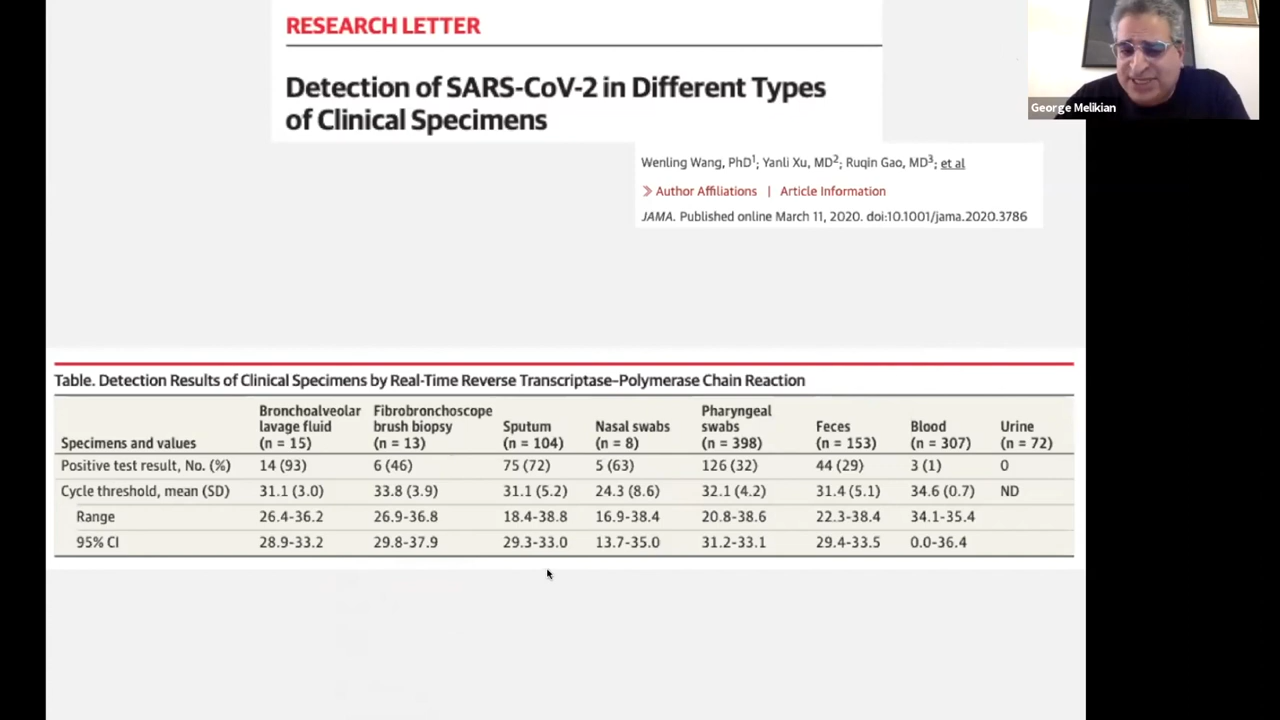 RESEARCH LETTER
Detection of SARS-CoV-2 in Different Types
of Clinical Specimens
George Melikian
Wenling Wang, PhD1; Yanli Xu, MD2; Ruqin Gao, MD3; et al
» Author Affiliations | Article Information
JAMA. Published online March 11, 2020. doi:10.1001/jama.2020.3786
Table. Detection Results of Clinical Specimens by Real-Time Reverse Transcriptase–Polymerase Chain Reaction
Specimens and values
Bronchoalveolar
lavage fluid
(n = 15)
Fibrobronchoscope
brush biopsy
(n = 13)
Sputum
(n = 104)
Nasal swabs
(n = 8)
Pharyngeal
swabs
(n = 398)
Feces
(n = 153)
Blood
(n = 307)
Urine
(n = 72)
Positive test result, No. (%) 14 (93) 6 (46) 75 (72) 5 (63) 126 (32) 44 (29) 3 (1) 0
Cycle threshold, mean (SD) 31.1 (3.0) 33.8 (3.9) 31.1 (5.2) 24.3 (8.6) 32.1 (4.2) 31.4 (5.1) 34.6 (0.7) ND
Range 26.4-36.2 26.9-36.8 18.4-38.8 16.9-38.4 20.8-38.6 22.3-38.4 34.1-35.4
95% CI 28.9-33.2 29.8-37.9 29.3-33.0 13.7-35.0 31.2-33.1 29.4-33.5 0.0-36.4